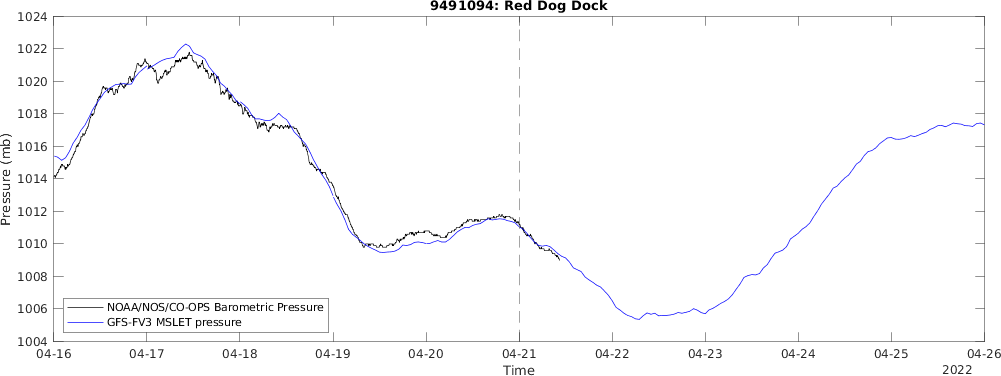 9491094: Red Dog Dock
1024
1022
1020
1018
1016
1014
1012
1010
1008
1006
1004
Pressure (mb)
NOAA/NOS/CO-OPS Barometric Pressure
GFS-FV3 MSLET pressure
04-16 04-17 04-18 04-19 04-20 04-21 04-22 04-23 04-24 04-25 04-26
Time
2022